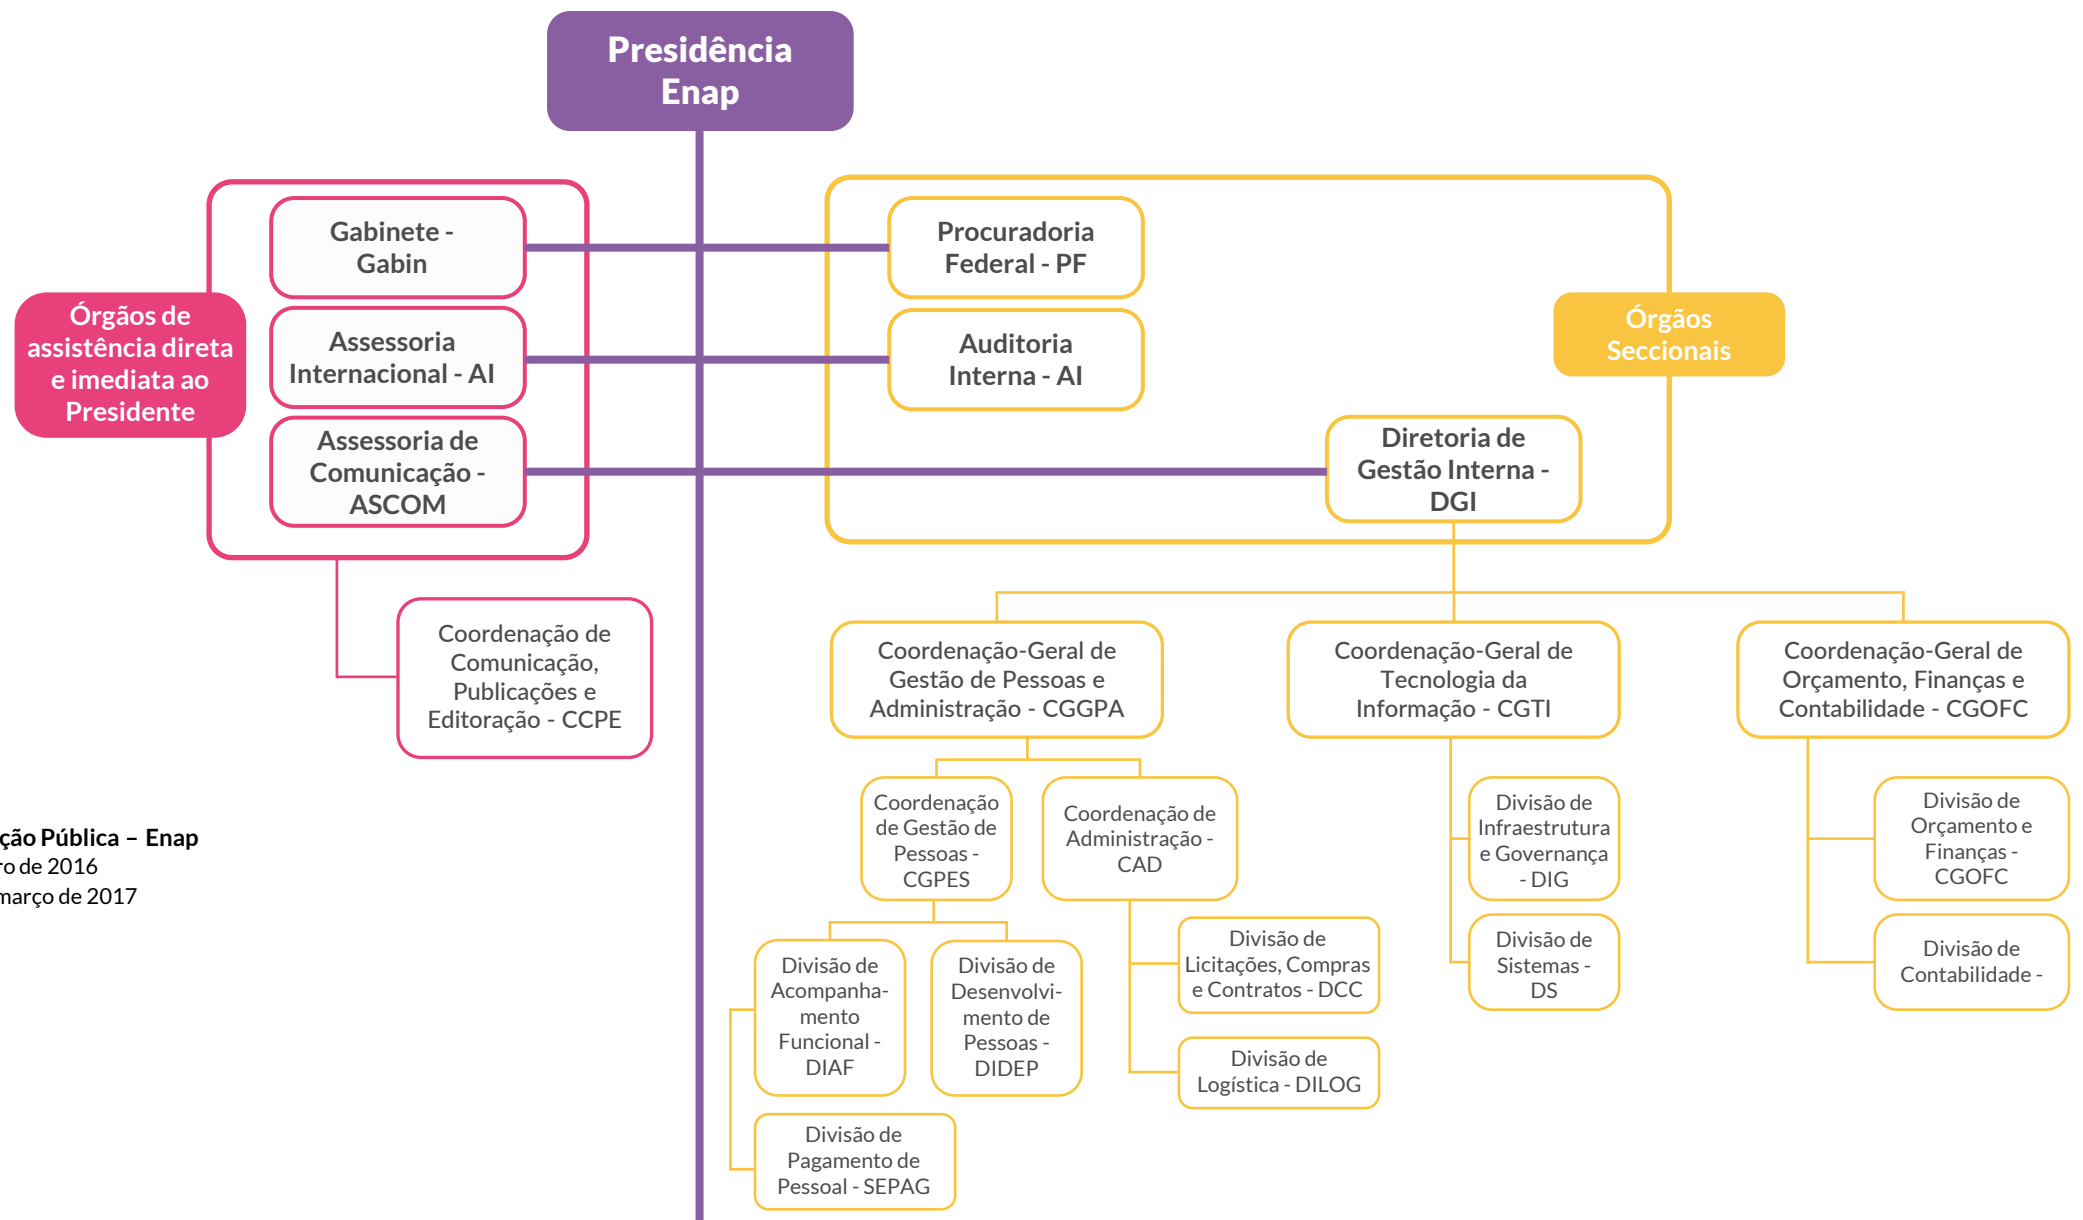 Presidência
Enap
Órgãos de
assistência direta
e imediata ao
Presidente
Gabinete -
Gabin
Assessoria
Internacional - AI
Assessoria de
Comunicação -
ASCOM
Coordenação de
Comunicação,
Publicações e
Editoração - CCPE
Procuradoria
Federal - PF
Auditoria
Interna - AI
Órgãos
Seccionais
Diretoria de
Gestão Interna -
DGI
Coordenação-Geral de
Gestão de Pessoas e
Administração - CGGPA
Coordenação-Geral de
Tecnologia da
Informação - CGTI
Coordenação-Geral de
Orçamento, Finanças e
Contabilidade - CGOFC
Coordenação
de Gestão de
Pessoas -
CGPES
Coordenação de
Administração -
CAD
Divisão de
Infraestrutura
e Governança
- DIG
Divisão de
Orçamento e
Finanças -
CGOFC
Divisão de
Acompanha-
mento
Funcional -
DIAF
Divisão de
Desenvolvi-
mento de
Pessoas -
DIDEP
Divisão de
Licitações, Compras
e Contratos - DCC
Divisão de
Sistemas -
DS
Divisão de
Contabilidade -
Divisão de
Logística - DILOG
Divisão de
Pagamento de
Pessoal - SEPAG
ção Pública – Enap
ro de 2016
março de 2017